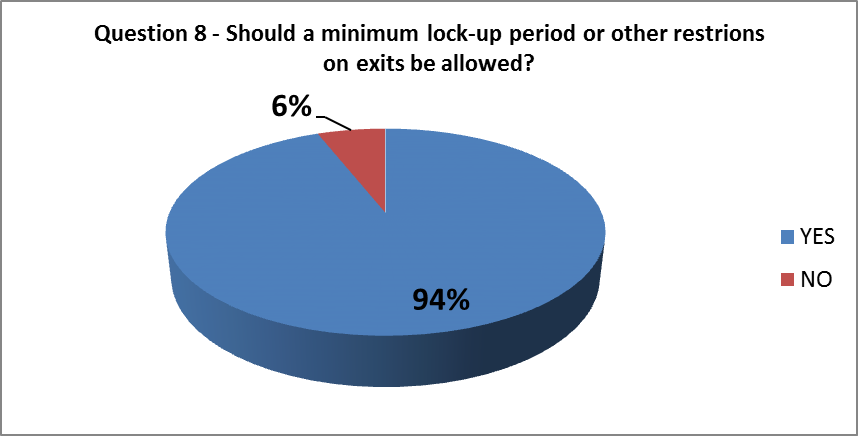 Question 8 - Should a minimum lock-up period or other restrions
on exits be allowed?
6%
94%
YES
NO